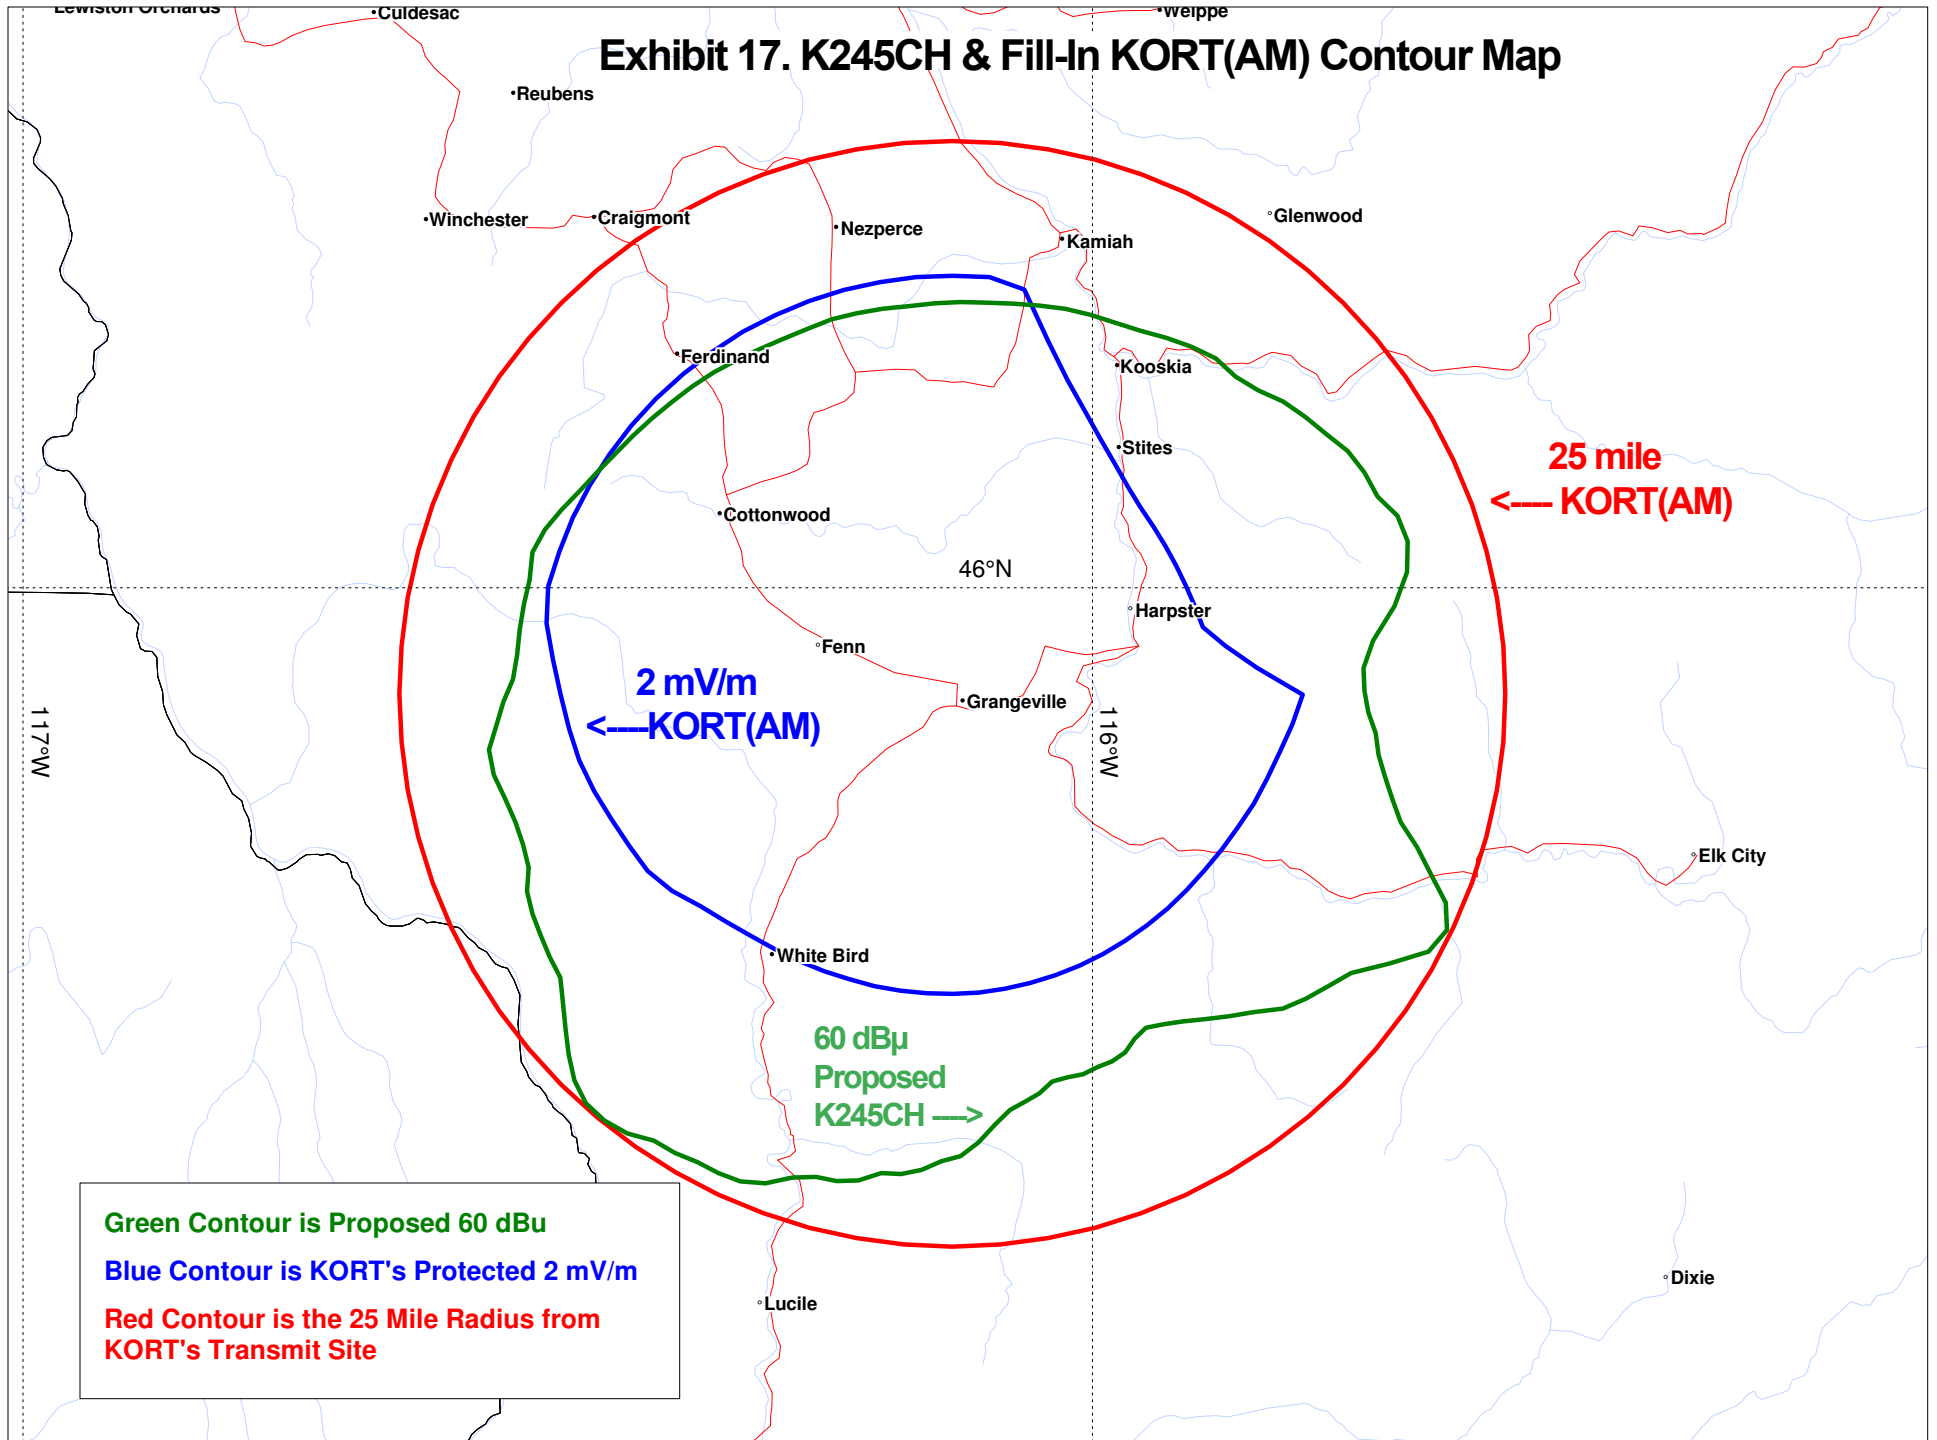 Lewiston Orchards
Culdesac
Weippe
Exhibit 17. K245CH & Fill-In KORT(AM) Contour Map
Reubens
Winchester
Craigmont
Nezperce
Kamiah
Glenwood
Ferdinand
Kooskia
Stites
25 mile
<---- KORT(AM)
Cottonwood
46°N
Harpster
Fenn
2 mV/m
<----KORT(AM)
Grangeville
117°W
116°W
Elk City
White Bird
60 dBµ
Proposed
K245CH ---->
Green Contour is Proposed 60 dBu
Blue Contour is KORT's Protected 2 mV/m
Red Contour is the 25 Mile Radius from
KORT's Transmit Site
Lucile
Dixie